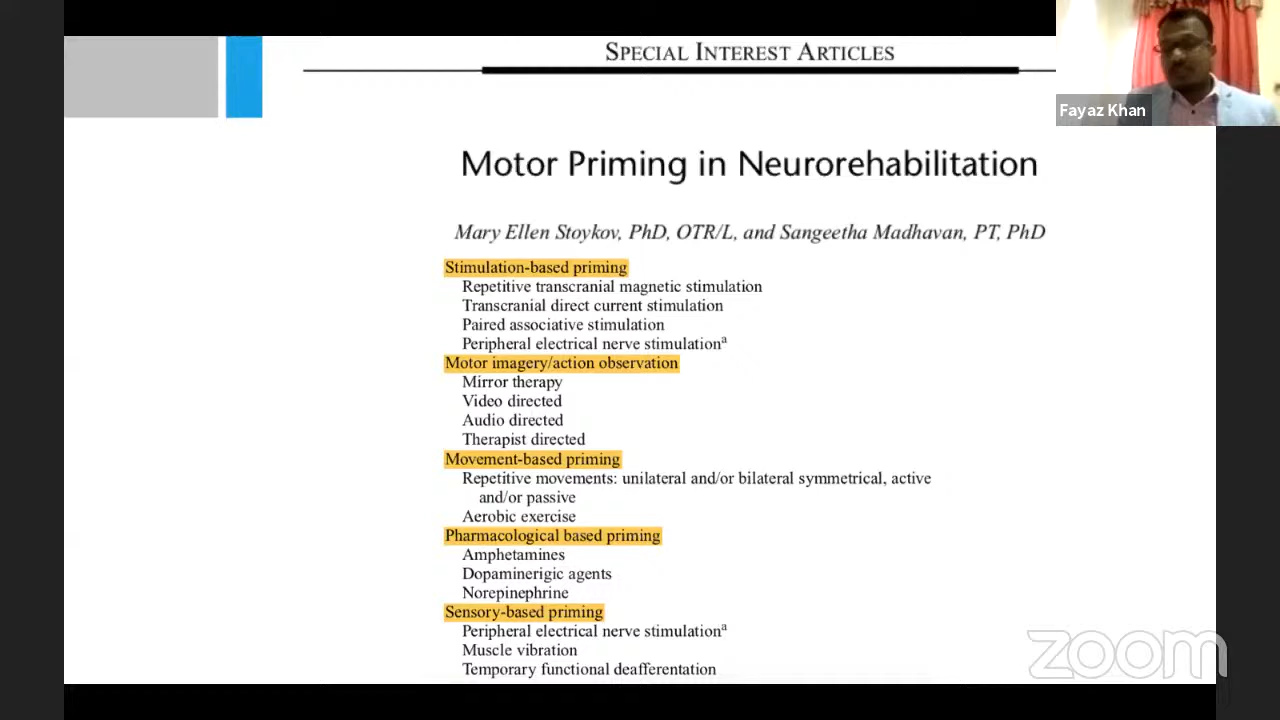 SPECIAL INTEREST ARTICLES
Fayaz Khan
Motor Priming in Neurorehabilitation
Mary Ellen Stoykov, PhD, OTR/L, and Sangeetha Madhavan, PT, PhD
Stimulation-based priming
Repetitive transcranial magnetic stimulation
Transcranial direct current stimulation
Paired associative stimulation
Peripheral electrical nerve stimulationᵃ
Motor imagery/action observation
Mirror therapy
Video directed
Audio directed
Therapist directed
Movement-based priming
Repetitive movements: unilateral and/or bilateral symmetrical, active
and/or passive
Aerobic exercise
Pharmacological based priming
Amphetamines
Dopaminerigic agents
Norepinephrine
Sensory-based priming
Peripheral electrical nerve stimulationᵃ
Muscle vibration
Temporary functional deafferentation
zoom